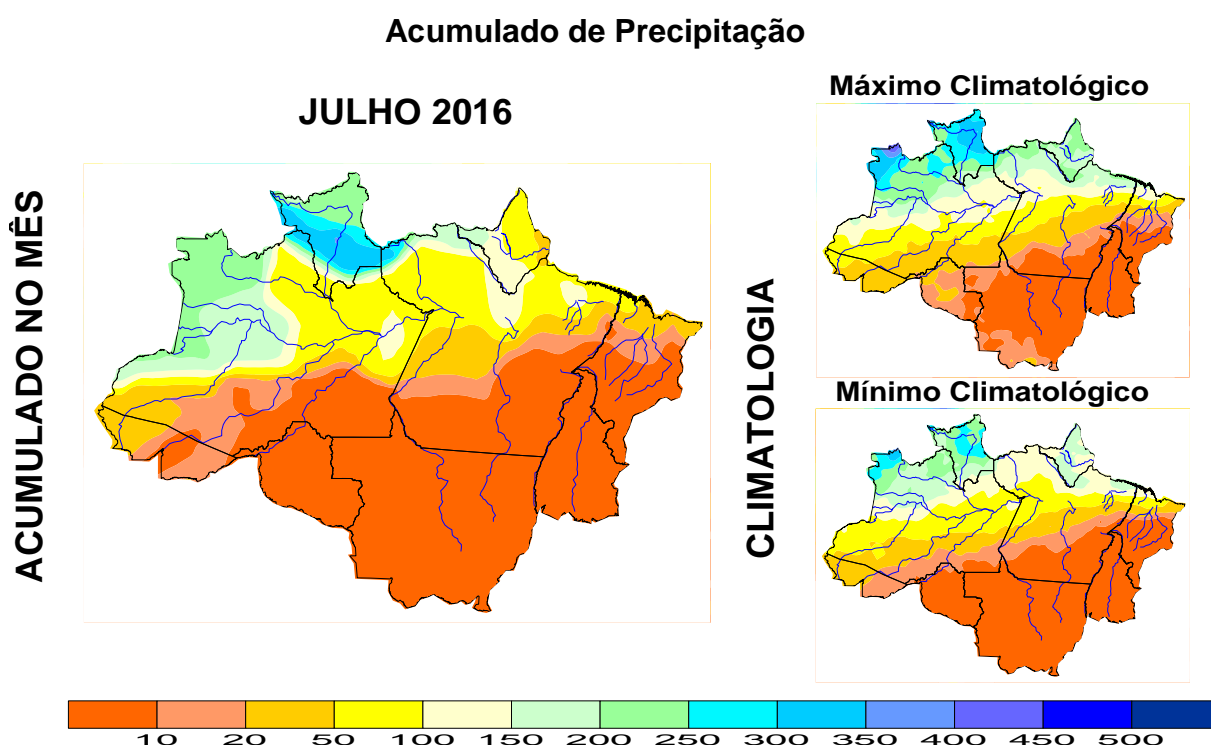 Acumulado de Precipitação
JULHO 2016
ACUMULADO NO MÊS
CLIMATOLOGIA
Máximo Climatológico
Mínimo Climatológico
10 20 50 100 150 200 250 300 350 400 450 500